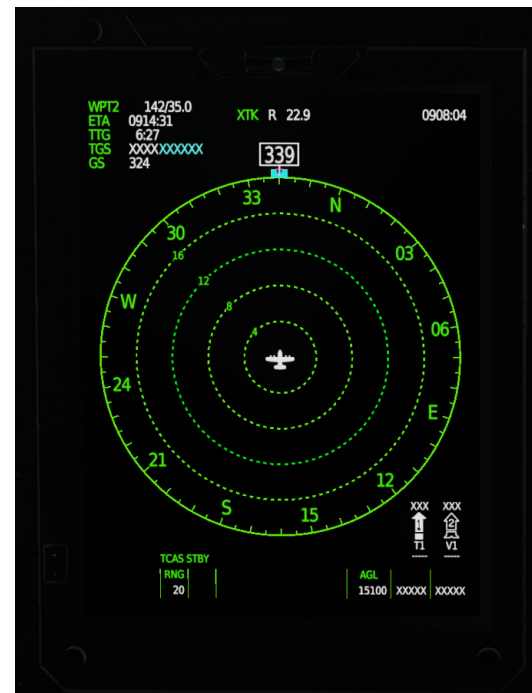 WPT2 142/35.0
ETA 0914:31
TTG 6:27
TGS XXXXXXXXXX
GS 324
XTK R 22.9
0908:04
339
33
N
30
03
16
12
W
8
06
4
24
E
21
12
S
15
XXX XXX
1 2
T1 V1
---- ----
TCAS STBY
RNG
20
AGL
15100 XXXXX XXXXX